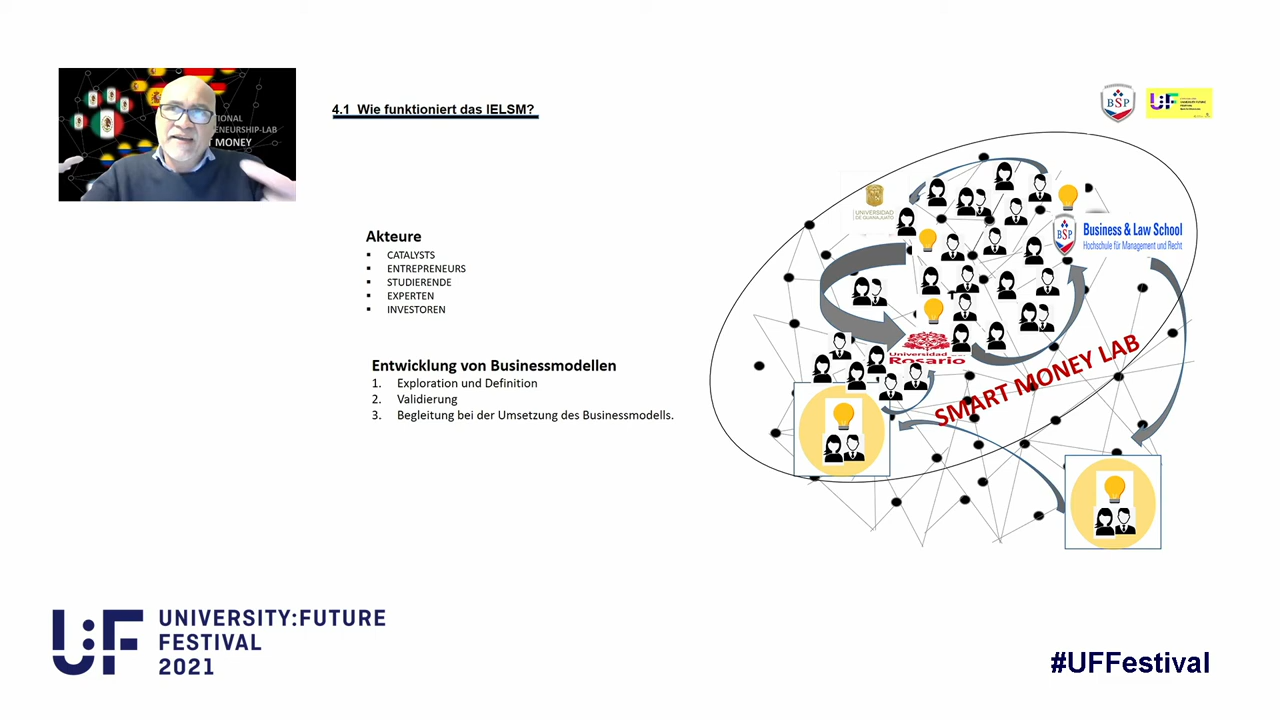 4.1 Wie funktioniert das IELSM?
BSP
U:F
MONEY
Akteure
CATALYSTS
ENTREPRENEURS
STUDIERENDE
EXPERTEN
INVESTOREN
Entwicklung von Businessmodellen
1. Exploration und Definition
2. Validierung
3. Begleitung bei der Umsetzung des Businessmodells.
UNIVERSIDAD
DE GUANAJUATO
BSP
Business & Law School
Hochschule für Management und Recht
Universidad
Rosario
SMART MONEY LAB
U:F
UNIVERSITY:FUTURE
FESTIVAL
2021
#UFFestival